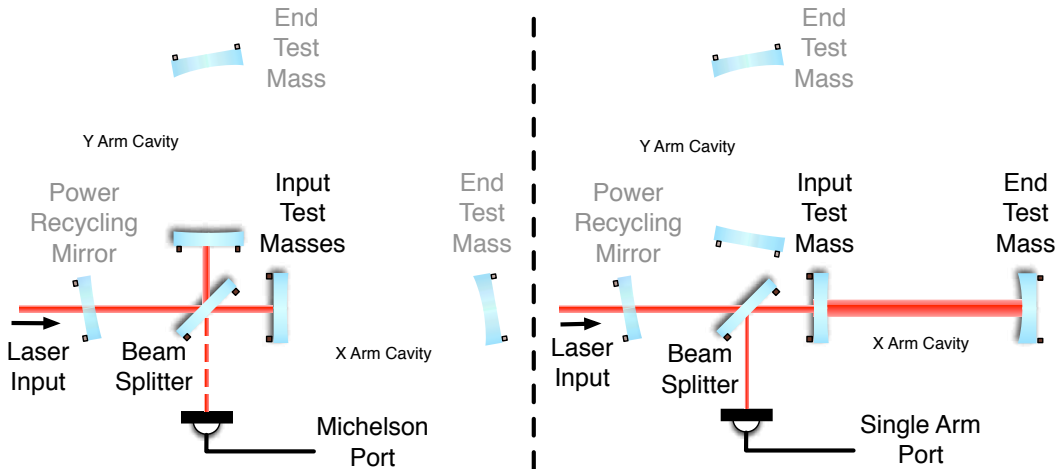 End
Test
Mass
Y Arm Cavity
Power
Recycling
Mirror
Input
Test
Masses
End
Test
Mass
Laser
Input
Beam
Splitter
X Arm Cavity
Michelson
Port
End
Test
Mass
Y Arm Cavity
Power
Recycling
Mirror
Input
Test
Mass
End
Test
Mass
Laser
Input
Beam
Splitter
X Arm Cavity
Single Arm
Port